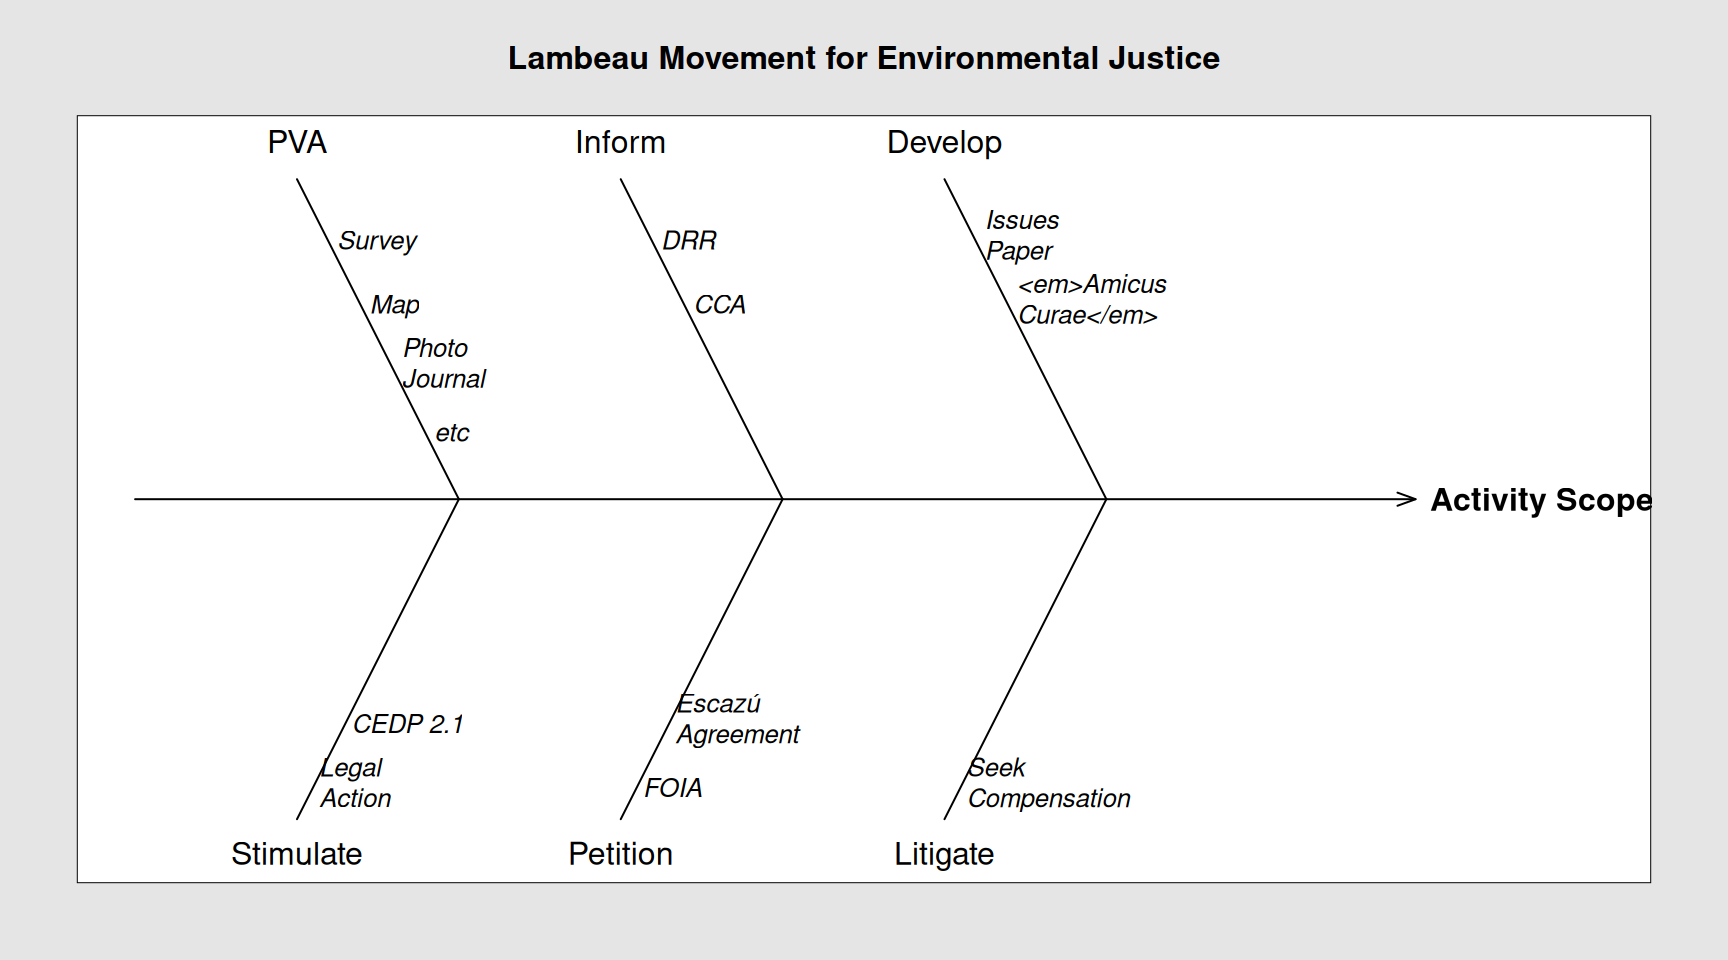 Lambeau Movement for Environmental Justice
PVA
Inform
Develop
Survey
Map
Photo
Journal
etc
DRR
CCA
Issues
Paper
<em>Amicus
Curae</em>
Activity Scope
CEDP 2.1
Legal
Action
Escazú
Agreement
FOIA
Seek
Compensation
Stimulate
Petition
Litigate